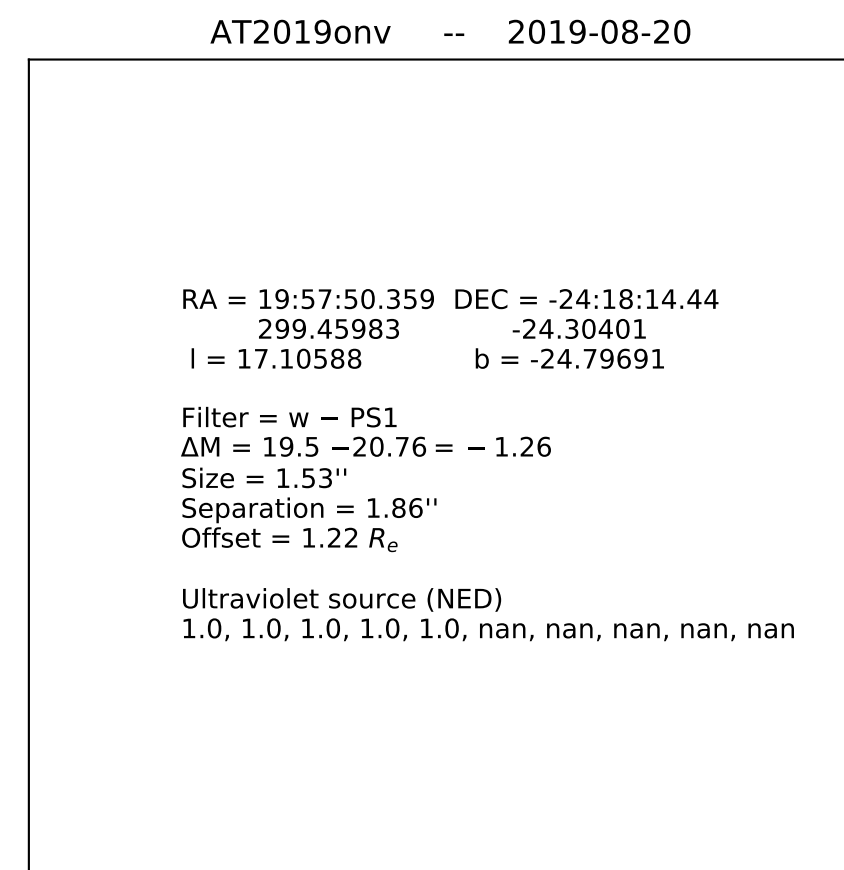 AT2019onv -- 2019-08-20
RA = 19:57:50.359 DEC = -24:18:14.44
299.45983 -24.30401
l = 17.10588 b = -24.79691
Filter = w − PS1
ΔM = 19.5 −20.76 = − 1.26
Size = 1.53''
Separation = 1.86''
Offset = 1.22 Rₑ
Ultraviolet source (NED)
1.0, 1.0, 1.0, 1.0, 1.0, nan, nan, nan, nan, nan